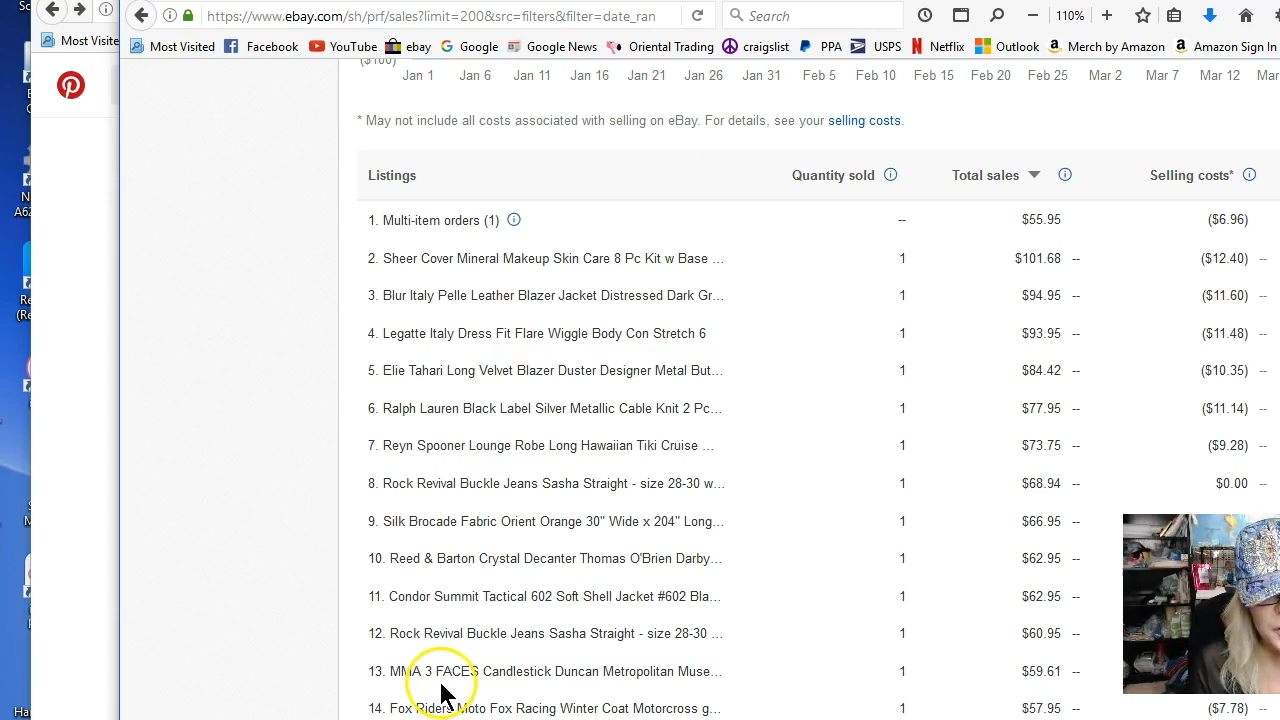 https://www.ebay.com/sh/prf/sales?limit=200&src=filters&filter=date_ran
Search
110%
Most Visite
Most Visited
Facebook
YouTube
ebay
Google
Google News
Oriental Trading
craigslist
PPA
USPS
Netflix
Outlook
Merch by Amazon
Amazon Sign In
($100)
Jan 1 Jan 6 Jan 11 Jan 16 Jan 21 Jan 26 Jan 31 Feb 5 Feb 10 Feb 15 Feb 20 Feb 25 Mar 2 Mar 7 Mar 12 Mar
* May not include all costs associated with selling on eBay. For details, see your selling costs.
Listings Quantity sold Total sales Selling costs*
1. Multi-item orders (1) -- $55.95 ($6.96)
2. Sheer Cover Mineral Makeup Skin Care 8 Pc Kit w Base ... 1 $101.68 -- ($12.40) --
3. Blur Italy Pelle Leather Blazer Jacket Distressed Dark Gr... 1 $94.95 -- ($11.60) --
4. Legatte Italy Dress Fit Flare Wiggle Body Con Stretch 6 1 $93.95 -- ($11.48) --
5. Elie Tahari Long Velvet Blazer Duster Designer Metal But... 1 $84.42 -- ($10.35) --
6. Ralph Lauren Black Label Silver Metallic Cable Knit 2 Pc... 1 $77.95 -- ($11.14) --
7. Reyn Spooner Lounge Robe Long Hawaiian Tiki Cruise ... 1 $73.75 -- ($9.28) --
8. Rock Revival Buckle Jeans Sasha Straight - size 28-30 w... 1 $68.94 -- $0.00 --
9. Silk Brocade Fabric Orient Orange 30" Wide x 204" Long... 1 $66.95 --
10. Reed & Barton Crystal Decanter Thomas O'Brien Darby... 1 $62.95 --
11. Condor Summit Tactical 602 Soft Shell Jacket #602 Bla... 1 $62.95 --
12. Rock Revival Buckle Jeans Sasha Straight - size 28-30 ... 1 $60.95 --
13. MMA 3 FACES Candlestick Duncan Metropolitan Muse... 1 $59.61 --
14. Fox Riders Moto Fox Racing Winter Coat Motorcross g... 1 $57.95 -- ($7.78) --